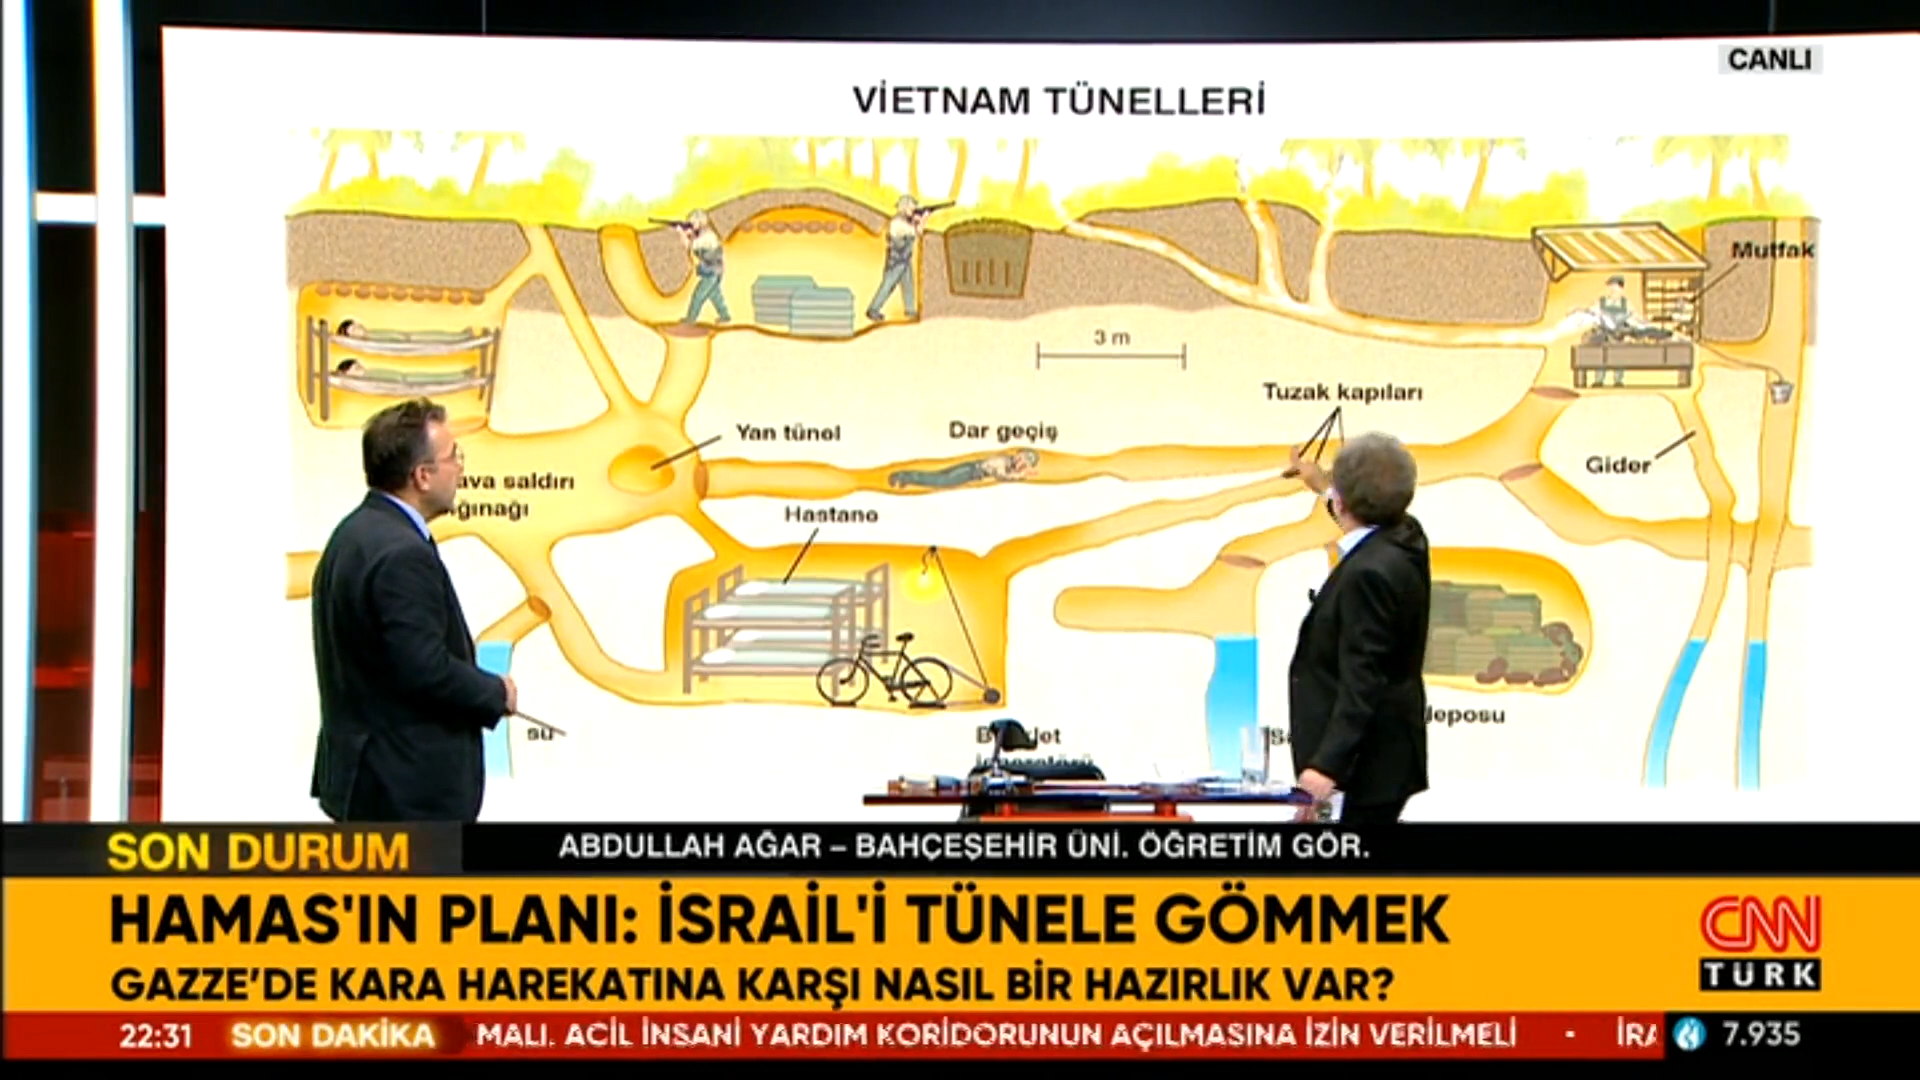 CANLI
VİETNAM TÜNELLERİ
Mutfak
3 m
Tuzak kapıları
Yan tünel
Dar geçiş
Gider
saldırı
Hastane
su
SON DURUM
ABDULLAH AĞAR – BAHÇEŞEHİR ÜNİ. ÖĞRETİM GÖR.
HAMAS'IN PLANI: İSRAİL'İ TÜNELE GÖMMEK
GAZZE’DE KARA HAREKATINA KARŞI NASIL BİR HAZIRLIK VAR?
CNN
TÜRK
22:31 SON DAKİKA MALI. ACİL İNSANİ YARDIM KORİDORUNUN AÇILMASINA İZİN VERİLMELİ - 7.935